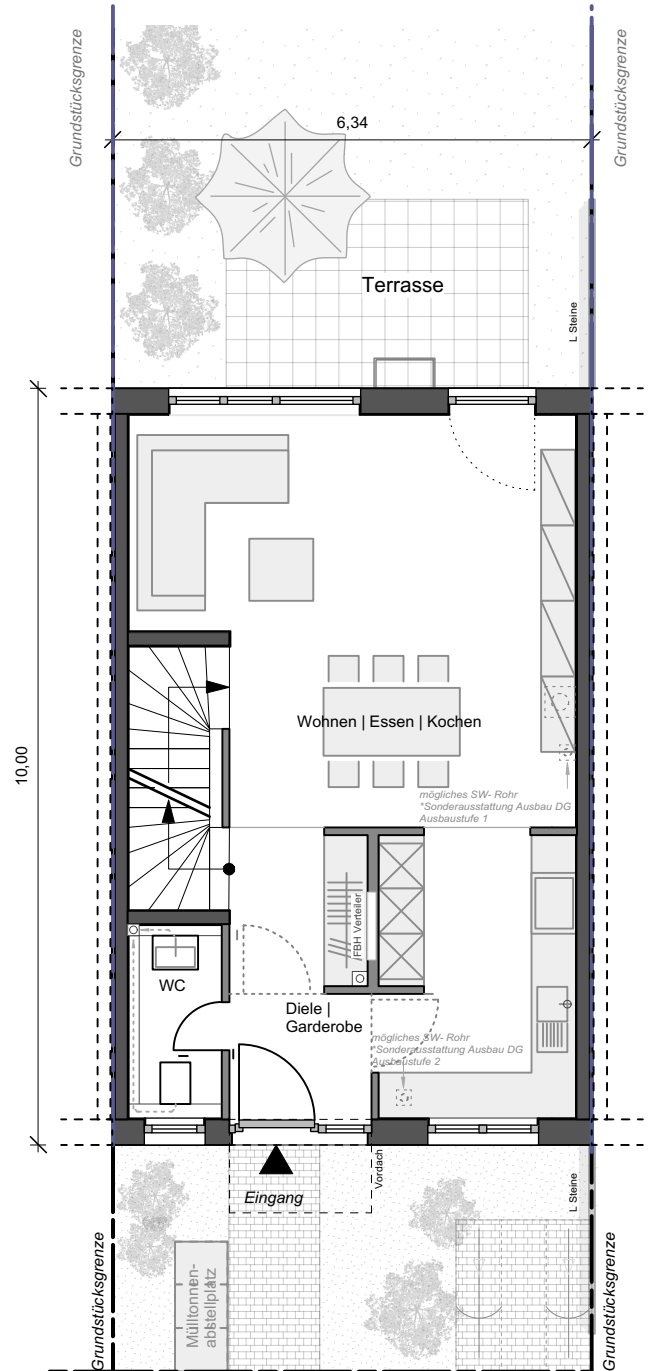 Grundstücksgrenze
Grundstücksgrenze
6,34
Terrasse
L Steine
10,00
Wohnen | Essen | Kochen
mögliches SW- Rohr
*Sonderausstattung Ausbau DG
Ausbaustufe 1
FBH Verteiler
WC
Diele |
Garderobe
mögliches SW- Rohr
*Sonderausstattung Ausbau DG
Ausbaustufe 2
Vordach
Eingang
L Steine
Mülltonnen-
abstellplatz
Grundstücksgrenze
Grundstücksgrenze